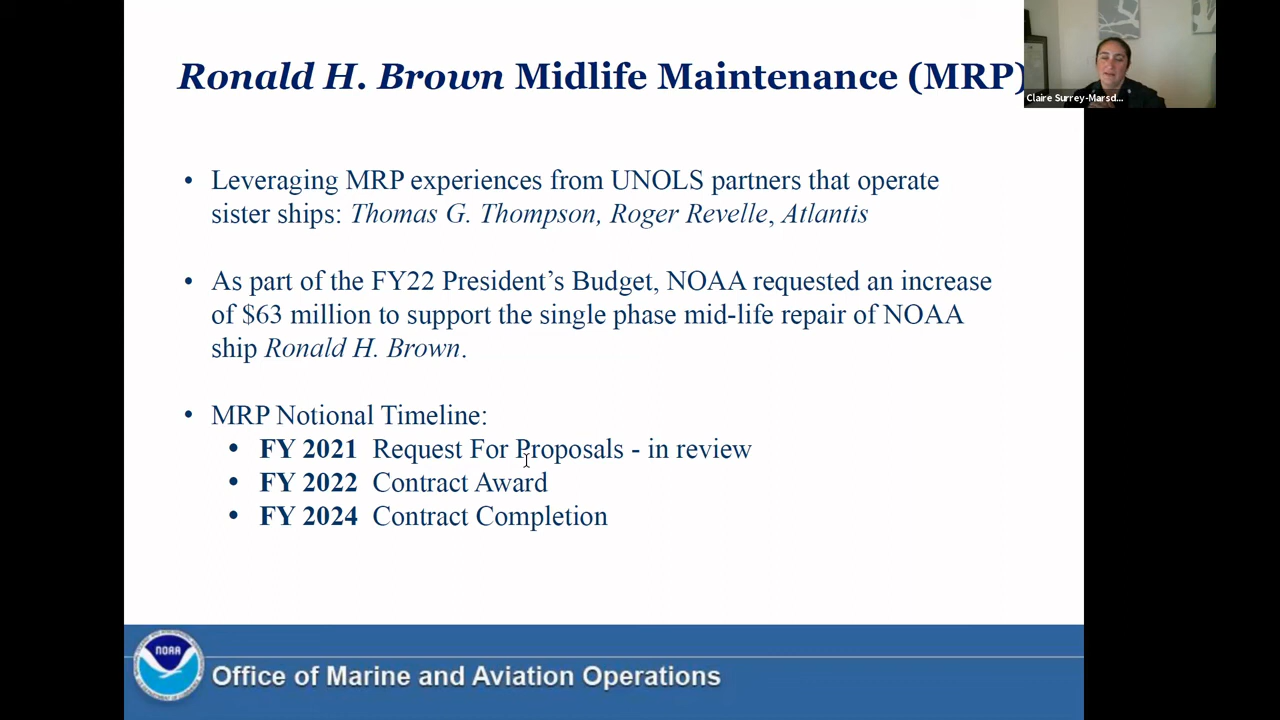 Ronald H. Brown Midlife Maintenance (MRP)
Claire Surrey-Marsd...
• Leveraging MRP experiences from UNOLS partners that operate
sister ships: Thomas G. Thompson, Roger Revelle, Atlantis
• As part of the FY22 President’s Budget, NOAA requested an increase
of $63 million to support the single phase mid-life repair of NOAA
ship Ronald H. Brown.
• MRP Notional Timeline:
• FY 2021 Request For Proposals - in review
• FY 2022 Contract Award
• FY 2024 Contract Completion
NOAA
Office of Marine and Aviation Operations